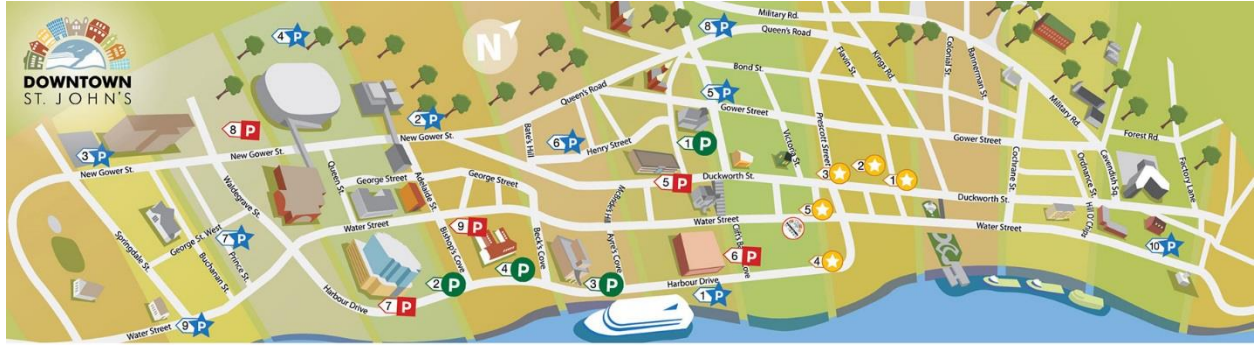 DOWNTOWN
ST. JOHN'S
N
Military Rd.
Queen's Road
8 P
4 P
Flavin St.
Kings Rd.
Colonial St.
Bannerman St.
Bond St.
5 P
Queen's Road
Military Rd.
Gower Street
Prescott Street
Forest Rd.
2 P
8 P
New Gower St.
Bate's Hill
6 P
Henry Street
1 P
Victoria St.
Gower Street
Cochrane St.
Ordnance St.
Cavendish Sq.
Factory Lane
3 P
New Gower St.
New Gower St.
Waldegrave St.
Queen St.
George Street
Adelaide St.
George Street
McBride's Hill
5 P
Duckworth St.
3
2
1
Duckworth St.
Hill O' Chips
Springdale St.
George St. West
7 P
Prince St.
Buchanan St.
Water Street
9 P
Bishop's Cove
Beck's Cove
Ayre's Cove
Water Street
5
Water Street
10 P
4 P
6 P
4
Harbour Drive
7 P
2 P
3 P
Harbour Drive
1 P
Water Street
9 P